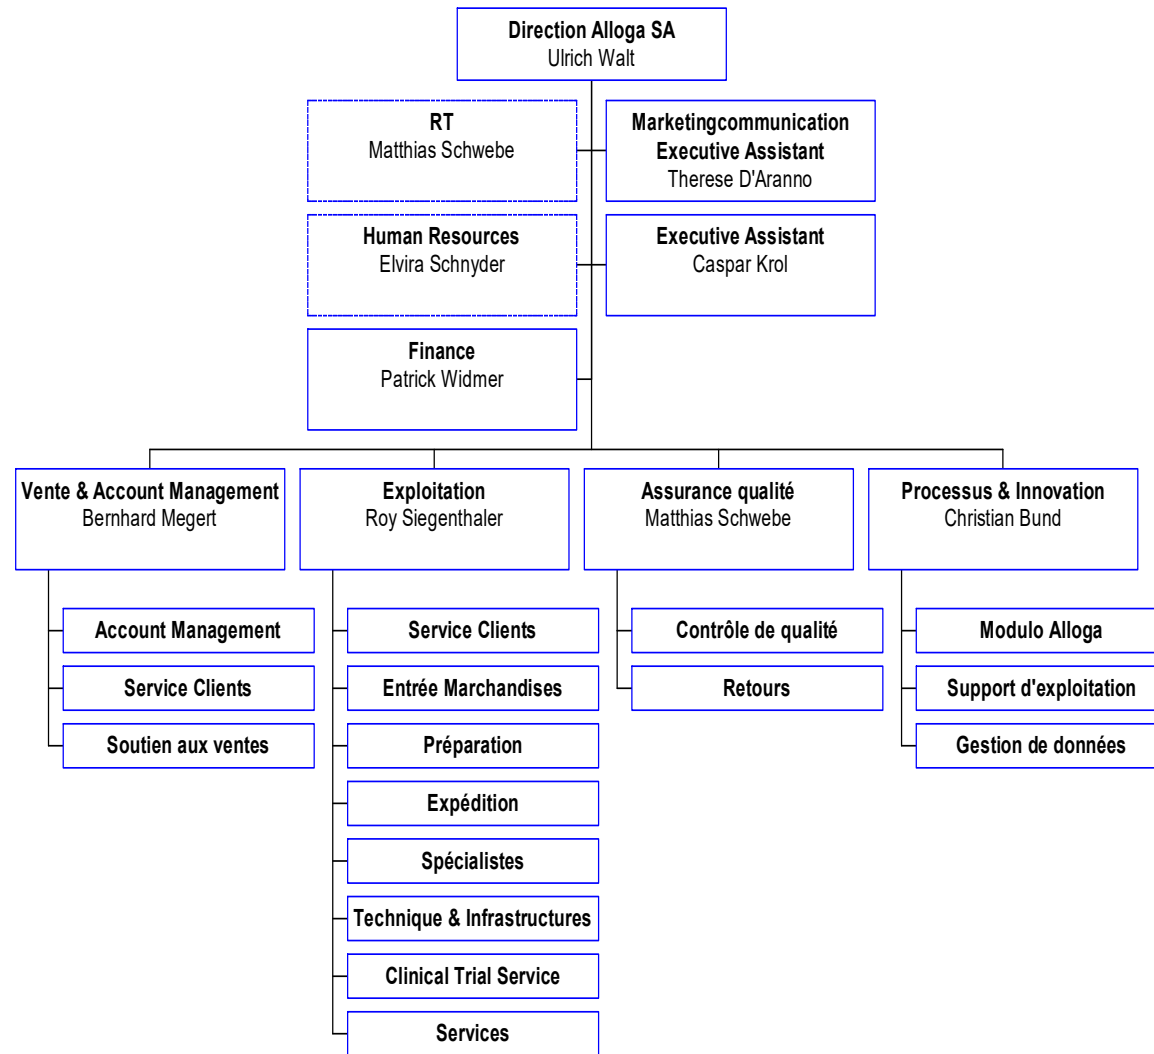 Direction Alloga SA
Ulrich Walt
RT
Matthias Schwebe
Marketingcommunication
Executive Assistant
Therese D'Aranno
Human Resources
Elvira Schnyder
Executive Assistant
Caspar Krol
Finance
Patrick Widmer
Vente & Account Management
Bernhard Megert
Exploitation
Roy Siegenthaler
Assurance qualité
Matthias Schwebe
Processus & Innovation
Christian Bund
Account Management
Service Clients
Soutien aux ventes
Service Clients
Entrée Marchandises
Préparation
Expédition
Spécialistes
Technique & Infrastructures
Clinical Trial Service
Services
Contrôle de qualité
Retours
Modulo Alloga
Support d'exploitation
Gestion de données